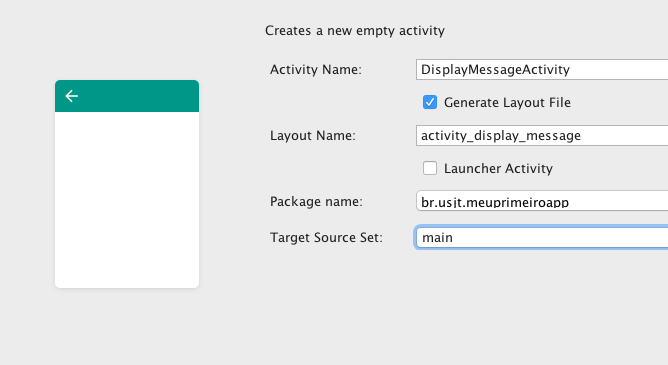 Creates a new empty activity
Activity Name: DisplayMessageActivity
Generate Layout File
Layout Name: activity_display_message
Launcher Activity
Package name: br.usjt.meuprimeiroapp
Target Source Set: main